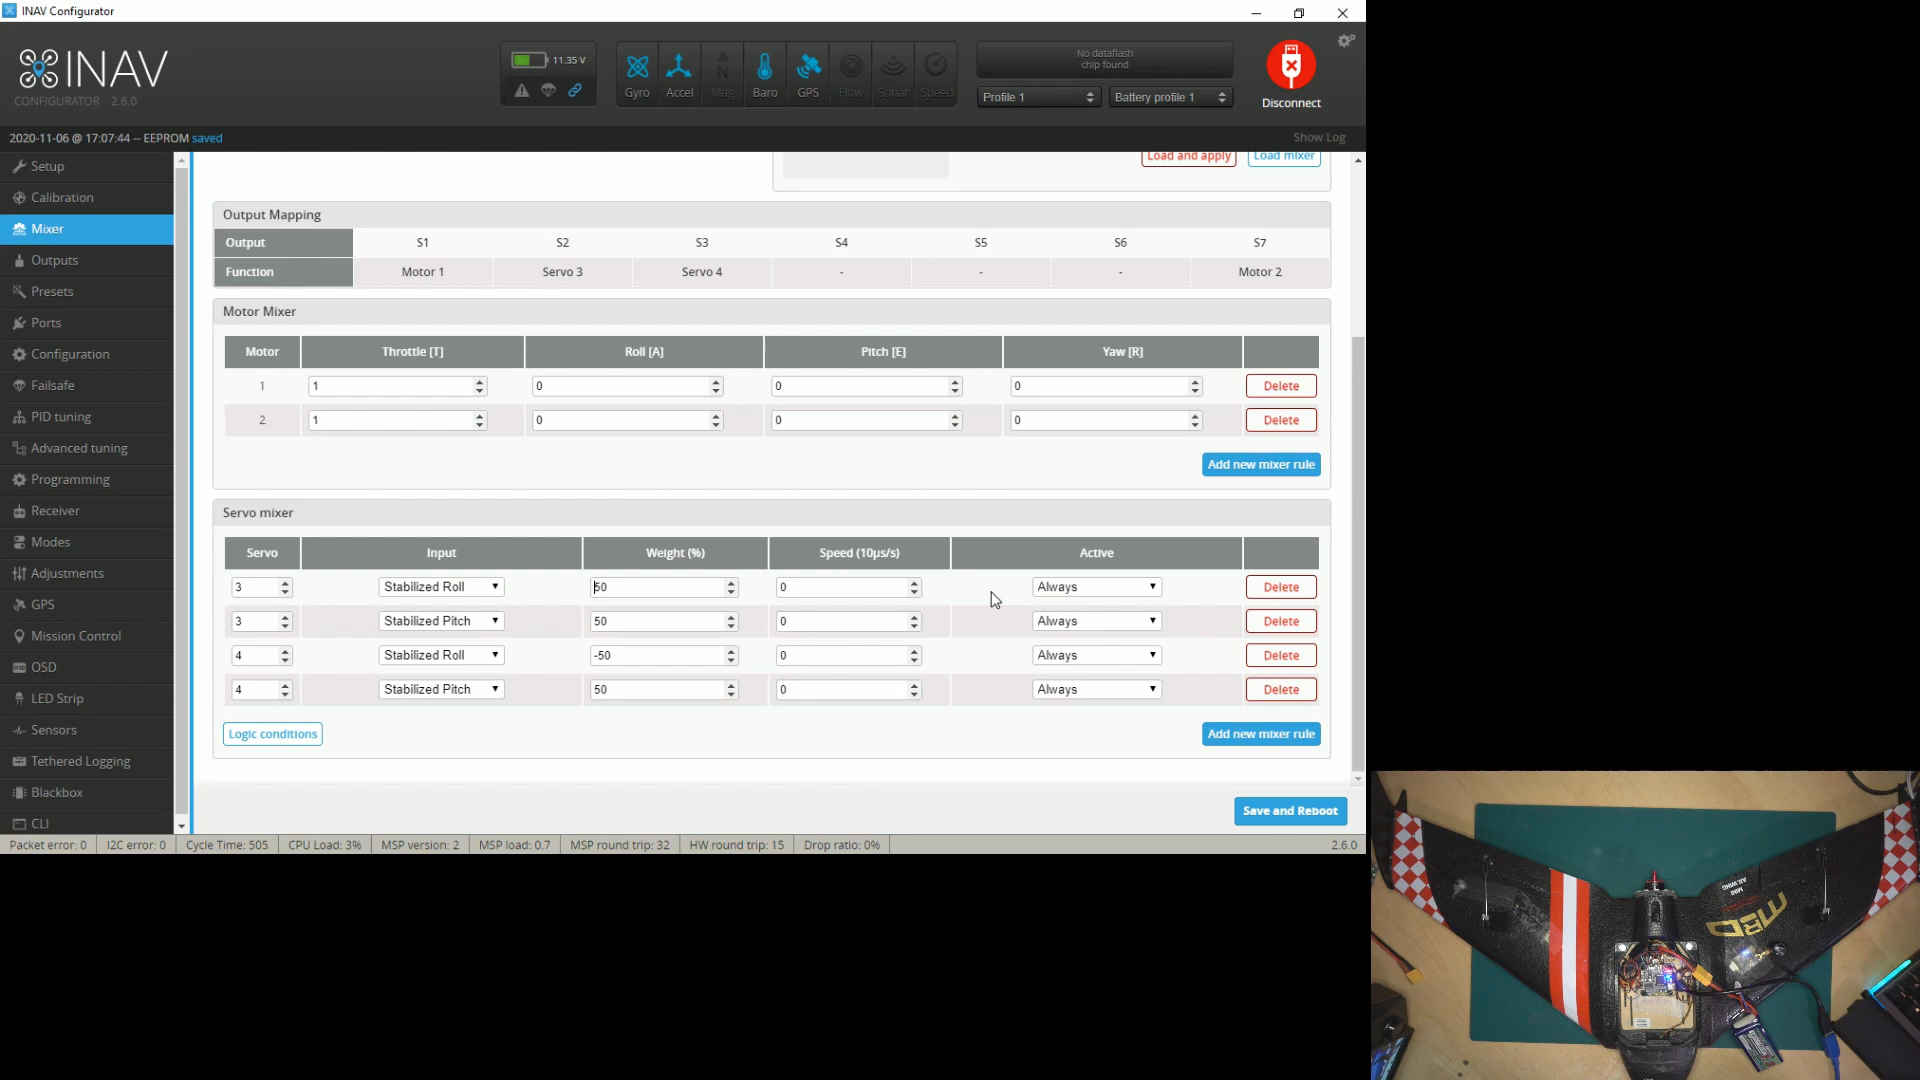 INAV Configurator
INAV
CONFIGURATOR 2.6.0
11.35 V
Gyro Accel Mag Baro GPS Flow Sonar Speed
No dataflash
chip found
Profile 1 Battery profile 1
Disconnect
2020-11-06 @ 17:07:44 -- EEPROM saved
Show Log
Setup
Calibration
Mixer
Outputs
Presets
Ports
Configuration
Failsafe
PID tuning
Advanced tuning
Programming
Receiver
Modes
Adjustments
GPS
Mission Control
OSD
LED Strip
Sensors
Tethered Logging
Blackbox
CLI
Load and apply Load mixer
Output Mapping
Output S1 S2 S3 S4 S5 S6 S7
Function Motor 1 Servo 3 Servo 4 - - - Motor 2
Motor Mixer
Motor Throttle [T] Roll [A] Pitch [E] Yaw [R]
1 1 0 0 0 Delete
2 1 0 0 0 Delete
Add new mixer rule
Servo mixer
Servo Input Weight (%) Speed (10µs/s) Active
3 Stabilized Roll 50 0 Always Delete
3 Stabilized Pitch 50 0 Always Delete
4 Stabilized Roll -50 0 Always Delete
4 Stabilized Pitch 50 0 Always Delete
Logic conditions Add new mixer rule
Save and Reboot
Packet error: 0 I2C error: 0 Cycle Time: 505 CPU Load: 3% MSP version: 2 MSP load: 0.7 MSP round trip: 32 HW round trip: 15 Drop ratio: 0% 2.6.0
MINI
AR WING